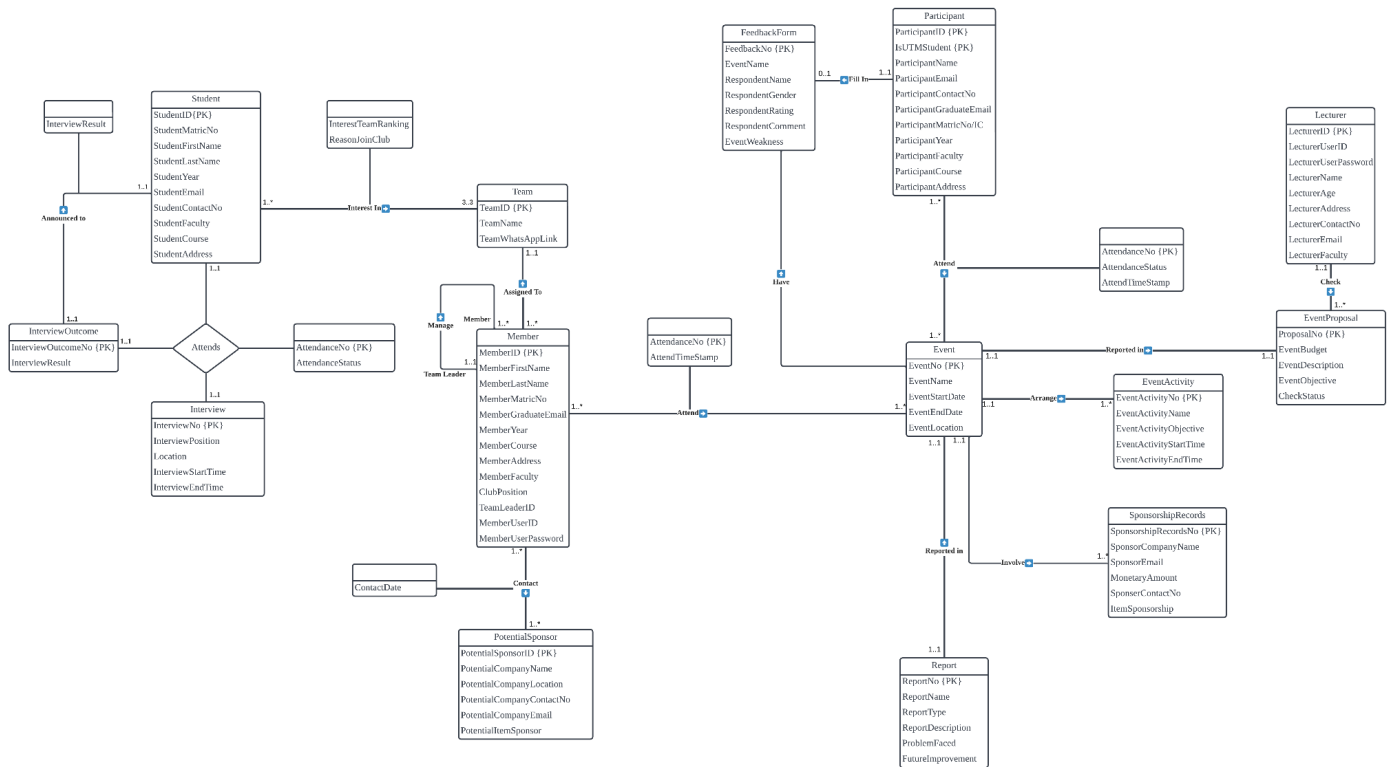 Participant
ParticipantID {PK}
IsUTMStudent {PK}
ParticipantName
ParticipantEmail
ParticipantContactNo
ParticipantGraduateEmail
ParticipantMatricNo/IC
ParticipantYear
ParticipantFaculty
ParticipantCourse
ParticipantAddress
1..*
FeedbackForm
FeedbackNo {PK}
EventName
RespondentName
RespondentGender
RespondentRating
RespondentComment
EventWeakness
0..1
Fill In
1..1
Have
Student
StudentID{PK}
StudentMatricNo
StudentFirstName
StudentLastName
StudentYear
StudentEmail
StudentContactNo
StudentFaculty
StudentCourse
StudentAddress
1..1
InterviewResult
1..1
Announced to
1..1
InterestTeamRanking
ReasonJoinClub
1..*
Interest In
3..3
Team
TeamID {PK}
TeamName
TeamWhatsAppLink
1..1
Assigned To
1..*
Lecturer
LecturerID {PK}
LecturerUserID
LecturerUserPassword
LecturerName
LecturerAge
LecturerAddress
LecturerContactNo
LecturerEmail
LecturerFaculty
1..1
Check
1..*
AttendanceNo {PK}
AttendanceStatus
AttendTimeStamp
Attend
1..*
InterviewOutcome
InterviewOutcomeNo {PK}
InterviewResult
1..1
Attends
AttendanceNo {PK}
AttendanceStatus
1..1
Interview
InterviewNo {PK}
InterviewPosition
Location
InterviewStartTime
InterviewEndTime
Manage
Member
1..*
1..1
Team Leader
Member
MemberID {PK}
MemberFirstName
MemberLastName
MemberMatricNo
MemberGraduateEmail
MemberYear
MemberCourse
MemberAddress
MemberFaculty
ClubPosition
TeamLeaderID
MemberUserID
MemberUserPassword
1..*
AttendanceNo {PK}
AttendTimeStamp
1..*
Attend
1..*
Event
EventNo {PK}
EventName
EventStartDate
EventEndDate
EventLocation
1..1
Reported in
1..1
EventProposal
ProposalNo {PK}
EventBudget
EventDescription
EventObjective
CheckStatus
1..1
Arrange
1..*
EventActivity
EventActivityNo {PK}
EventActivityName
EventActivityObjective
EventActivityStartTime
EventActivityEndTime
1..1
1..1
Involve
1..*
SponsorshipRecords
SponsorshipRecordsNo {PK}
SponsorCompanyName
SponsorEmail
MonetaryAmount
SponserContactNo
ItemSponsorship
Reported in
1..1
Contact
ContactDate
1..*
PotentialSponsor
PotentialSponsorID {PK}
PotentialCompanyName
PotentialCompanyLocation
PotentialCompanyContactNo
PotentialCompanyEmail
PotentialItemSponsor
Report
ReportNo {PK}
ReportName
ReportType
ReportDescription
ProblemFaced
FutureImprovement